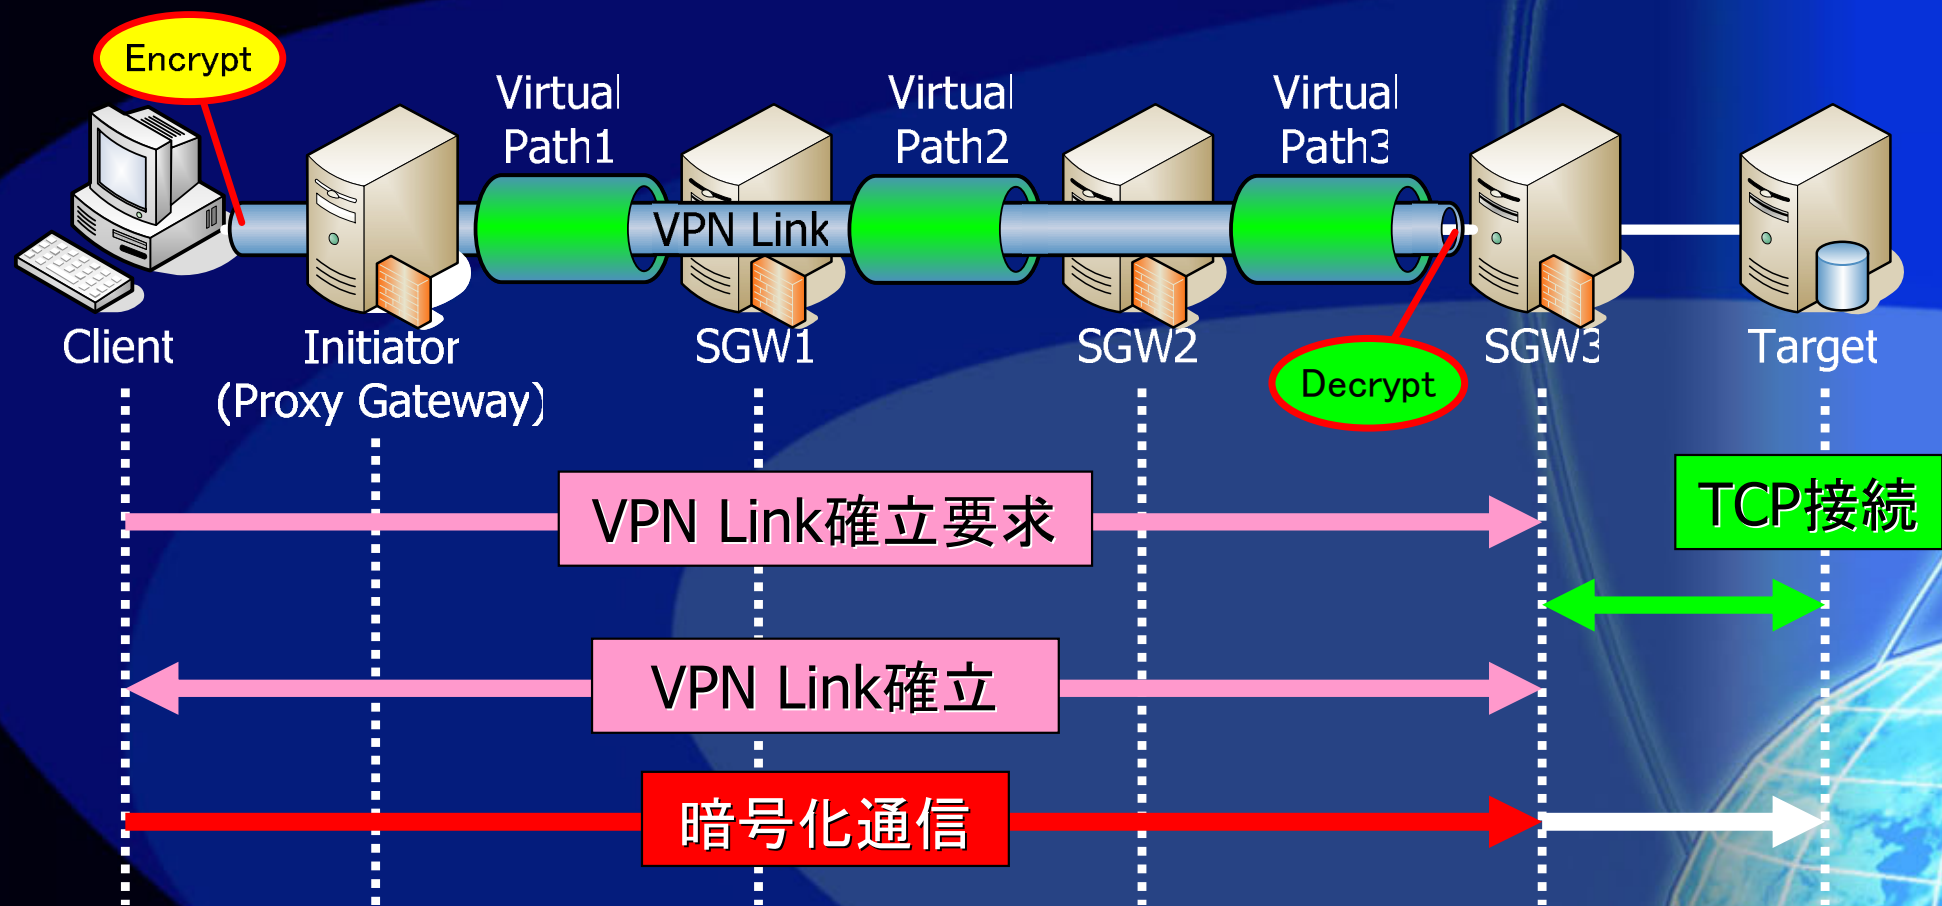 Encrypt
Virtual
Path1
Virtual
Path2
Virtual
Path3
VPN Link
Client
Initiator
(Proxy Gateway)
SGW1
SGW2
SGW3
Target
Decrypt
VPN Link確立要求
TCP接続
VPN Link確立
暗号化通信